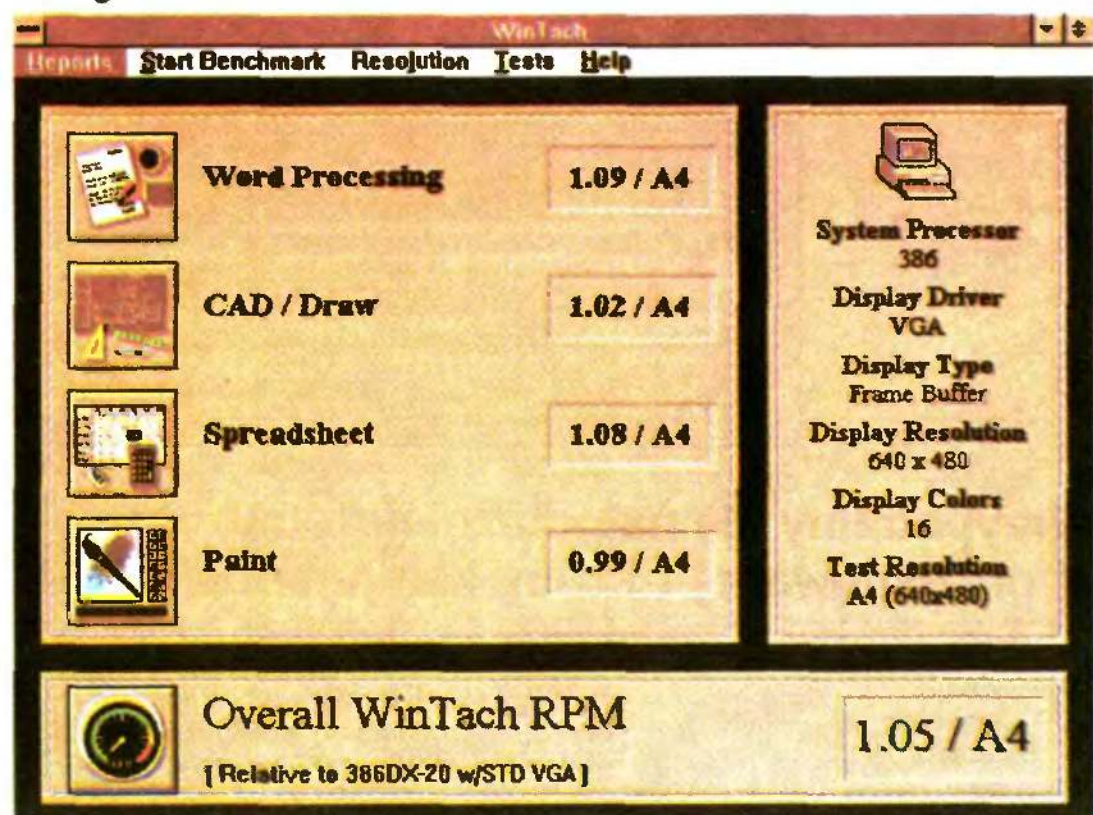 WinTach
Reports Start Benchmark Resolution Tests Help
Word Processing 1.09 / A4
CAD / Draw 1.02 / A4
Spreadsheet 1.08 / A4
Paint 0.99 / A4
System Processor
386
Display Driver
VGA
Display Type
Frame Buffer
Display Resolution
640 x 480
Display Colors
16
Test Resolution
A4 (640x480)
Overall WinTach RPM
[ Relative to 386DX-20 w/STD VGA ]
1.05 / A4